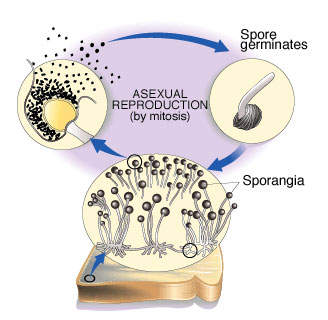 Spore
germinates
ASEXUAL
REPRODUCTION
(by mitosis)
Sporangia